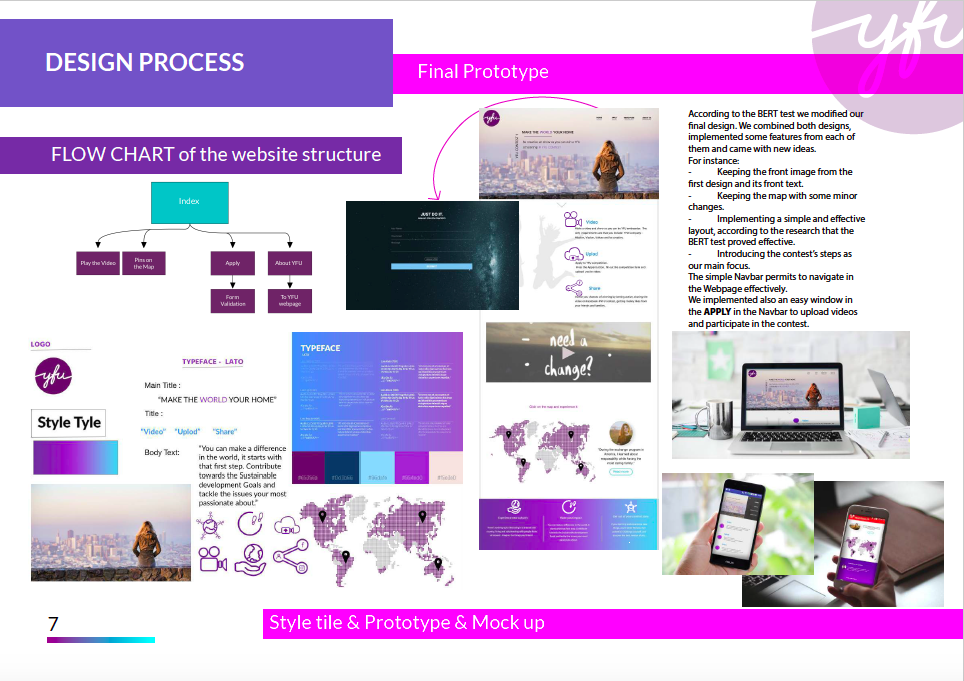 DESIGN PROCESS
yfu
Final Prototype
FLOW CHART of the website structure
Index
Play the Video
Pins on
the Map
Apply
About YFU
Form
Validation
To YFU
webpage
LOGO
yfu
Style Tyle
TYPEFACE - LATO
Main Title :
"MAKE THE WORLD YOUR HOME"
Title :
"Video" "Uplod" "Share"
Body Text:
"You can make a difference
in the world, it starts with
that first step. Contribute
towards the Sustainable
development Goals and
tackle the issues your most
passionate about."
TYPEFACE
JUST DO IT.
yfu
MAKE THE WORLD YOUR HOME
Video
Uplod
Share
need a
change?
Click on the map and experience it
According to the BERT test we modified our
final design. We combined both designs,
implemented some features from each of
them and came with new ideas.
For instance:
- Keeping the front image from the
first design and its front text.
- Keeping the map with some minor
changes.
- Implementing a simple and effective
layout, according to the research that the
BERT test proved effective.
- Introducing the contest's steps as
our main focus.
The simple Navbar permits to navigate in
the Webpage effectively.
We implemented also an easy window in
the APPLY in the Navbar to upload videos
and participate in the contest.
7
Style tile & Prototype & Mock up